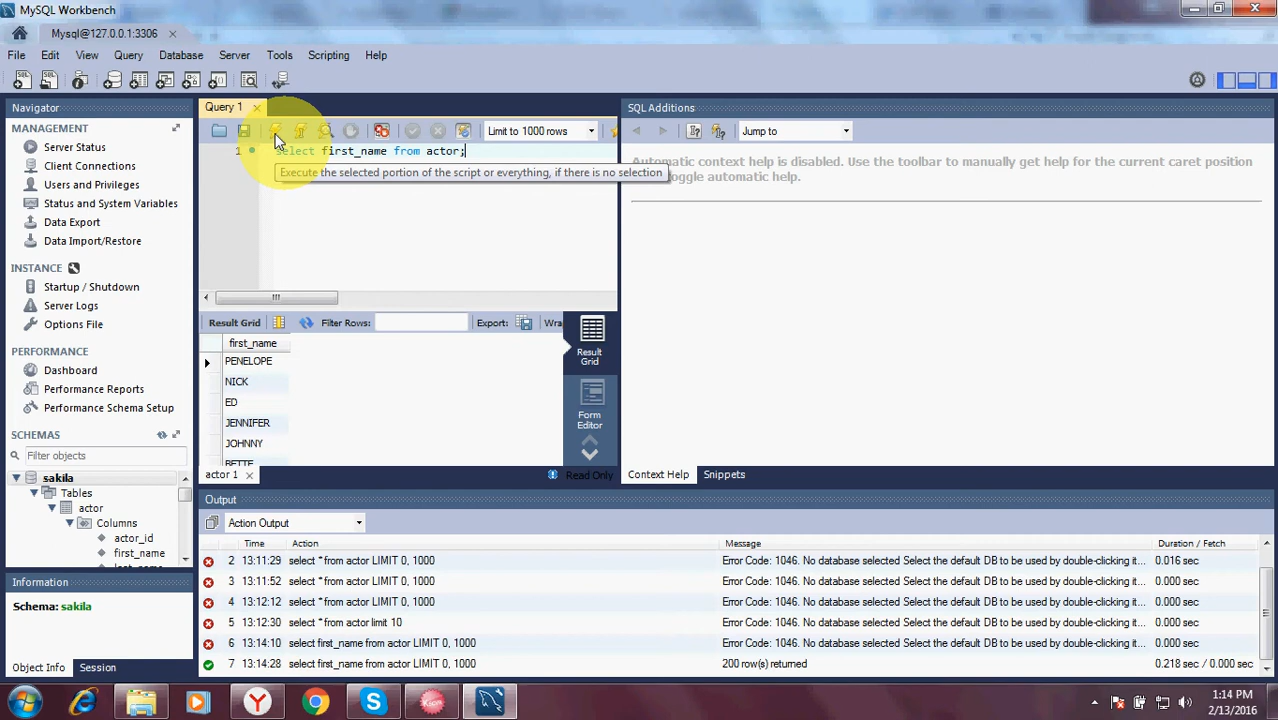 MySQL Workbench
Mysql@127.0.0.1:3306
File Edit View Query Database Server Tools Scripting Help
Navigator
MANAGEMENT
Server Status
Client Connections
Users and Privileges
Status and System Variables
Data Export
Data Import/Restore
INSTANCE
Startup / Shutdown
Server Logs
Options File
PERFORMANCE
Dashboard
Performance Reports
Performance Schema Setup
SCHEMAS
Filter objects
sakila
Tables
actor
Columns
actor_id
first_name
Information
Schema: sakila
Object Info Session
Query 1
Limit to 1000 rows
1 select first_name from actor;
Execute the selected portion of the script or everything, if there is no selection
Result Grid Filter Rows: Export: Wra
first_name
PENELOPE
NICK
ED
JENNIFER
JOHNNY
BETTE
Result
Grid
Form
Editor
actor 1
Read Only
SQL Additions
Jump to
Automatic context help is disabled. Use the toolbar to manually get help for the current caret position
oggle automatic help.
Context Help Snippets
Output
Action Output
Time Action Message Duration / Fetch
2 13:11:29 select * from actor LIMIT 0, 1000 Error Code: 1046. No database selected Select the default DB to be used by double-clicking it... 0.016 sec
3 13:11:52 select * from actor LIMIT 0, 1000 Error Code: 1046. No database selected Select the default DB to be used by double-clicking it... 0.000 sec
4 13:12:12 select * from actor LIMIT 0, 1000 Error Code: 1046. No database selected Select the default DB to be used by double-clicking it... 0.000 sec
5 13:12:30 select * from actor limit 10 Error Code: 1046. No database selected Select the default DB to be used by double-clicking it... 0.000 sec
6 13:14:10 select first_name from actor LIMIT 0, 1000 Error Code: 1046. No database selected Select the default DB to be used by double-clicking it... 0.000 sec
7 13:14:28 select first_name from actor LIMIT 0, 1000 200 row(s) returned 0.218 sec / 0.000 sec
1:14 PM
2/13/2016